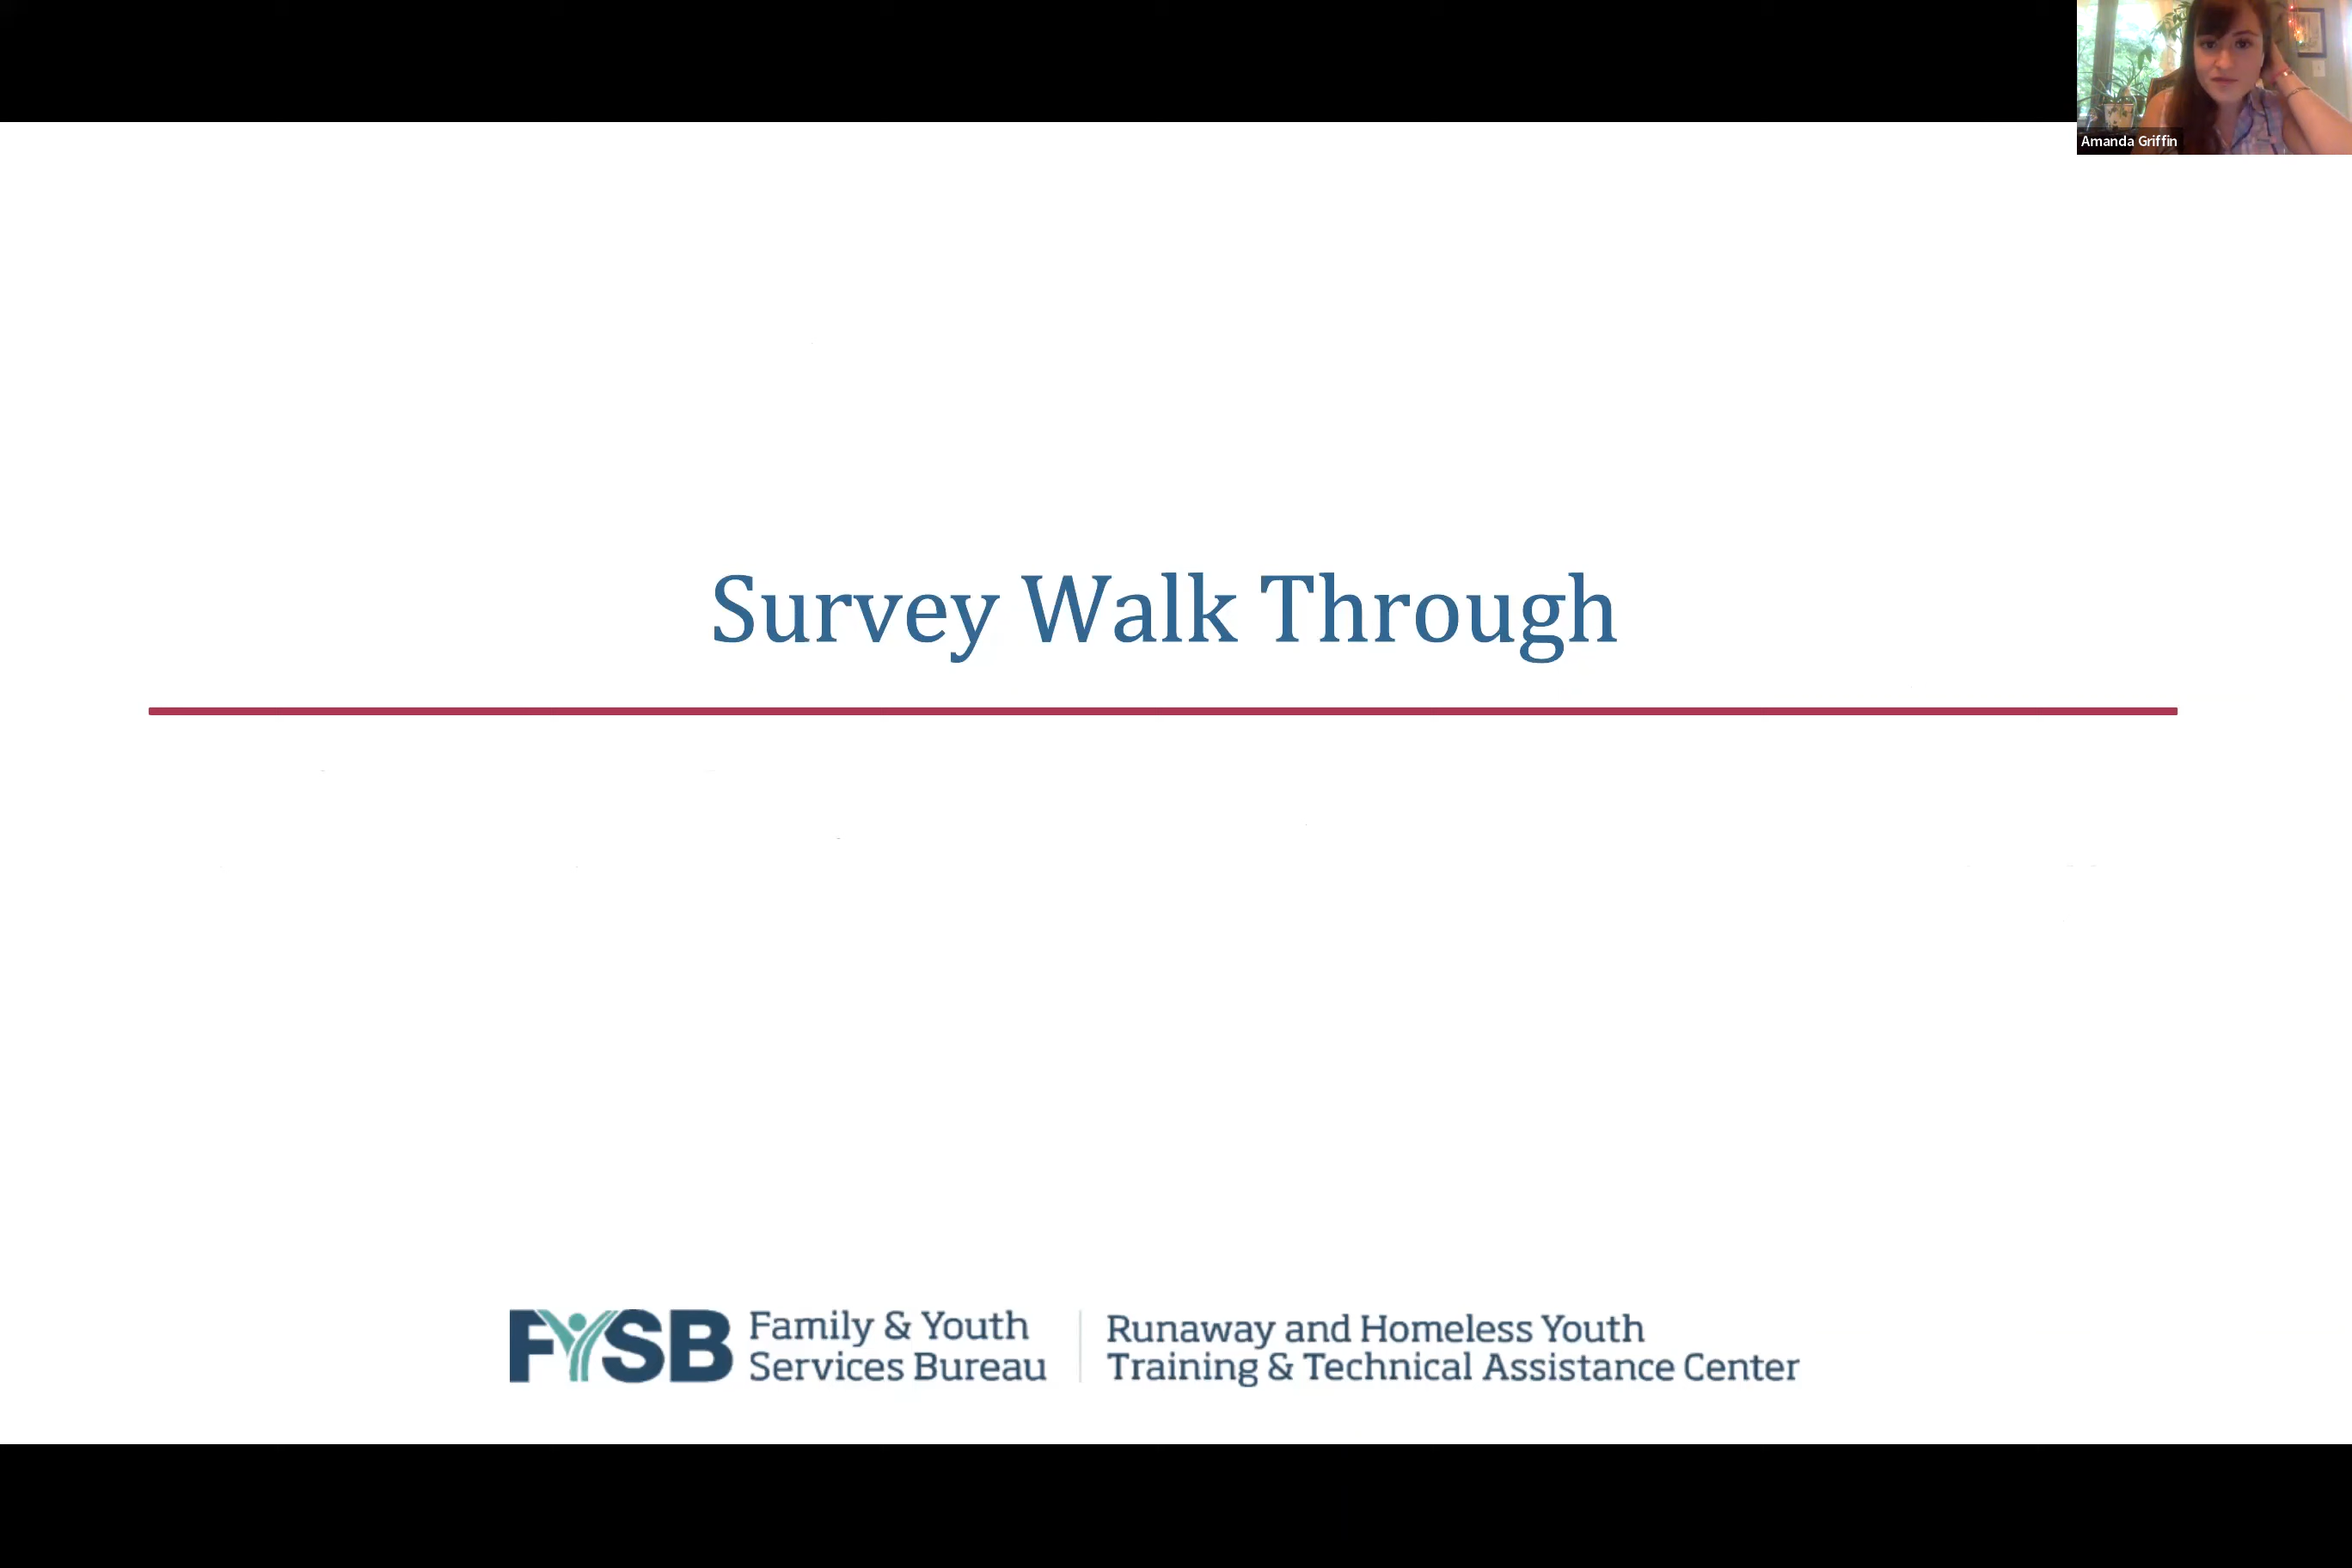 Amanda Griffin
Survey Walk Through
FYSB
Family & Youth
Services Bureau
Runaway and Homeless Youth
Training & Technical Assistance Center